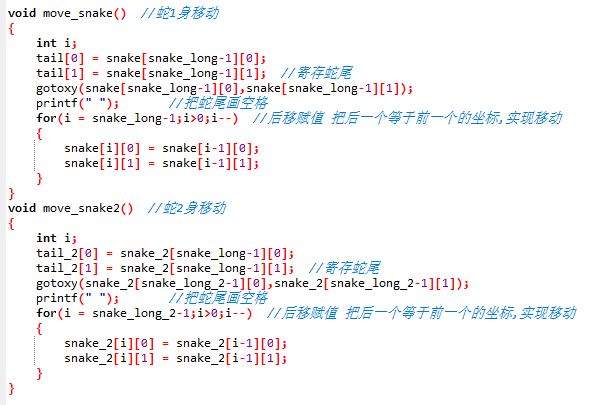 void move_snake()  //蛇1身移动
{
    int i;
    tail[0] = snake[snake_long-1][0];
    tail[1] = snake[snake_long-1][1];  //寄存蛇尾
    gotoxy(snake[snake_long-1][0],snake[snake_long-1][1]);
    printf(" ");       //把蛇尾画空格
    for(i = snake_long-1;i>0;i--)  //后移赋值 把后一个等于前一个的坐标,实现移动
    {
        snake[i][0] = snake[i-1][0];
        snake[i][1] = snake[i-1][1];
    }
}
void move_snake2()  //蛇2身移动
{
    int i;
    tail_2[0] = snake_2[snake_long-1][0];
    tail_2[1] = snake_2[snake_long-1][1];  //寄存蛇尾
    gotoxy(snake_2[snake_long_2-1][0],snake_2[snake_long_2-1][1]);
    printf(" ");       //把蛇尾画空格
    for(i = snake_long_2-1;i>0;i--)  //后移赋值 把后一个等于前一个的坐标,实现移动
    {
        snake_2[i][0] = snake_2[i-1][0];
        snake_2[i][1] = snake_2[i-1][1];
    }
}